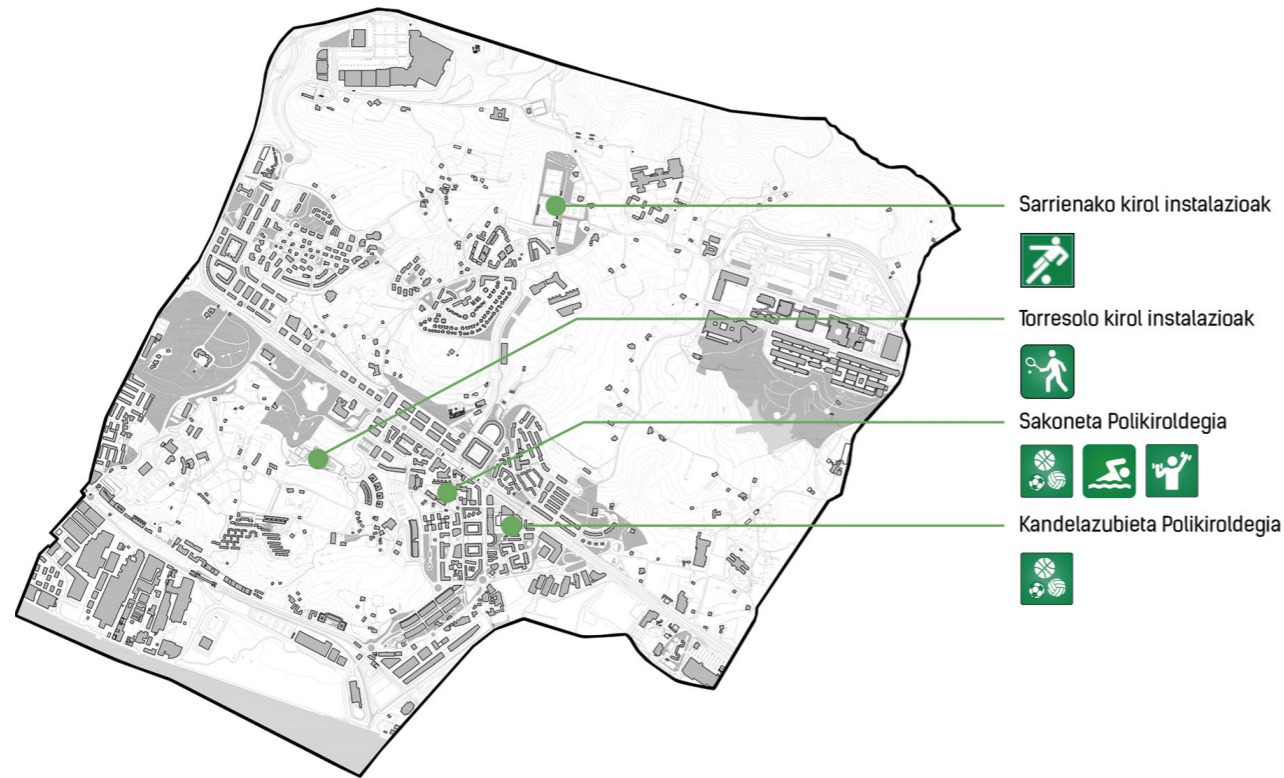 Sarrienako kirol instalazioak
Torresolo kirol instalazioak
Sakoneta Polikiroldegia
Kandelazubieta Polikiroldegia